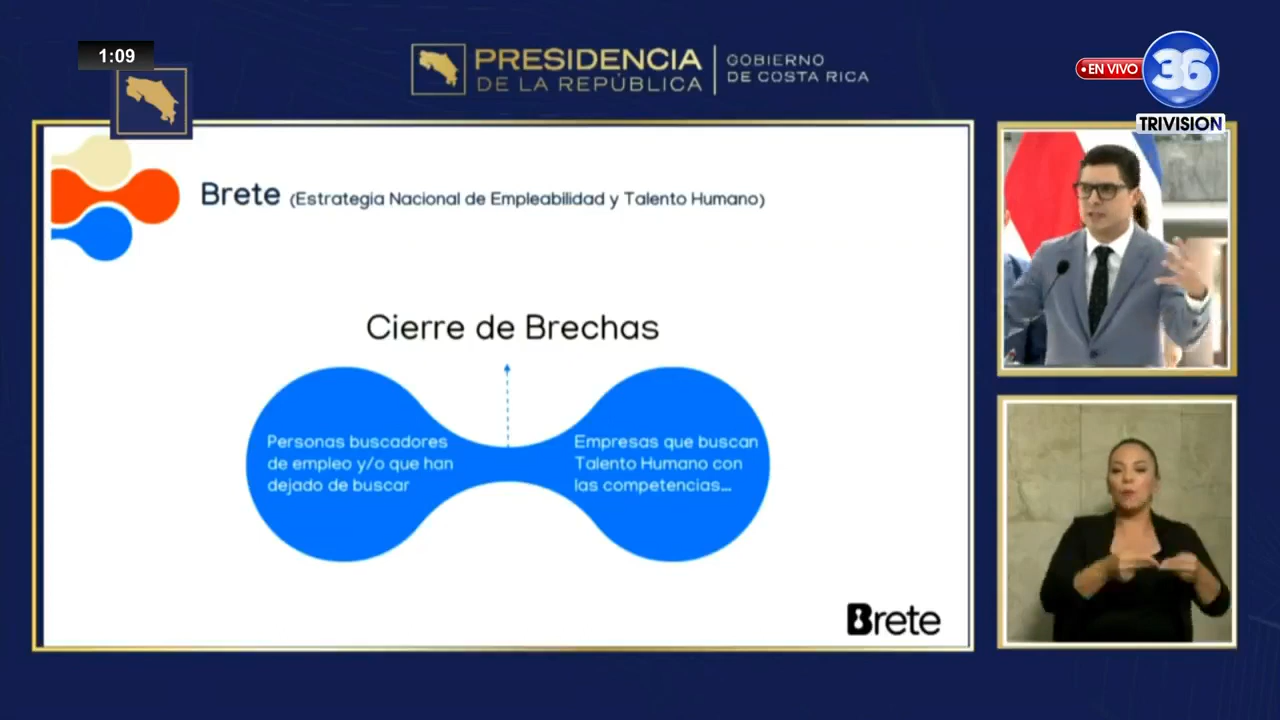 1:09
PRESIDENCIA
DE LA REPÚBLICA
GOBIERNO
DE COSTA RICA
• EN VIVO
36
TRIVISION
Brete (Estrategia Nacional de Empleabilidad y Talento Humano)
Cierre de Brechas
Personas buscadores
de empleo y/o que han
dejado de buscar
Empresas que buscan
Talento Humano con
las competencias...
Brete